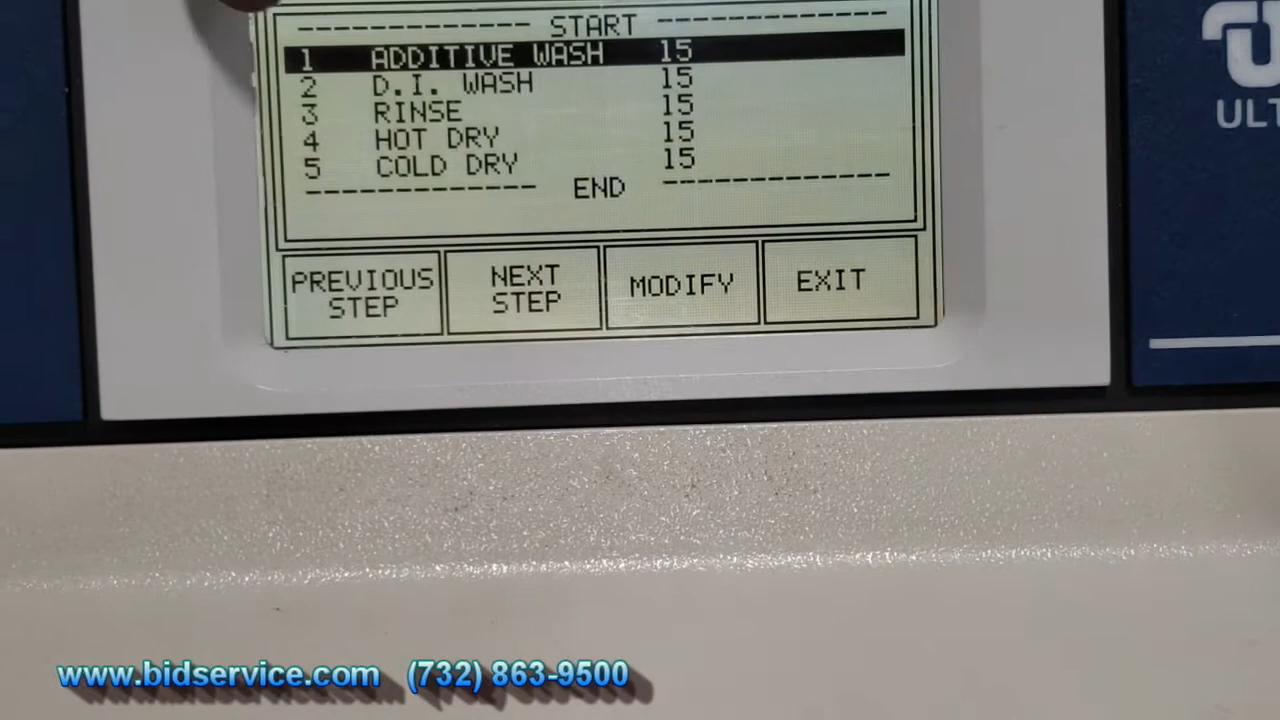 ------------- START -------------
1 ADDITIVE WASH 15
2 D.I. WASH 15
3 RINSE 15
4 HOT DRY 15
5 COLD DRY 15
------------- END -------------
PREVIOUS STEP
NEXT STEP
MODIFY
EXIT
www.bidservice.com (732) 863-9500